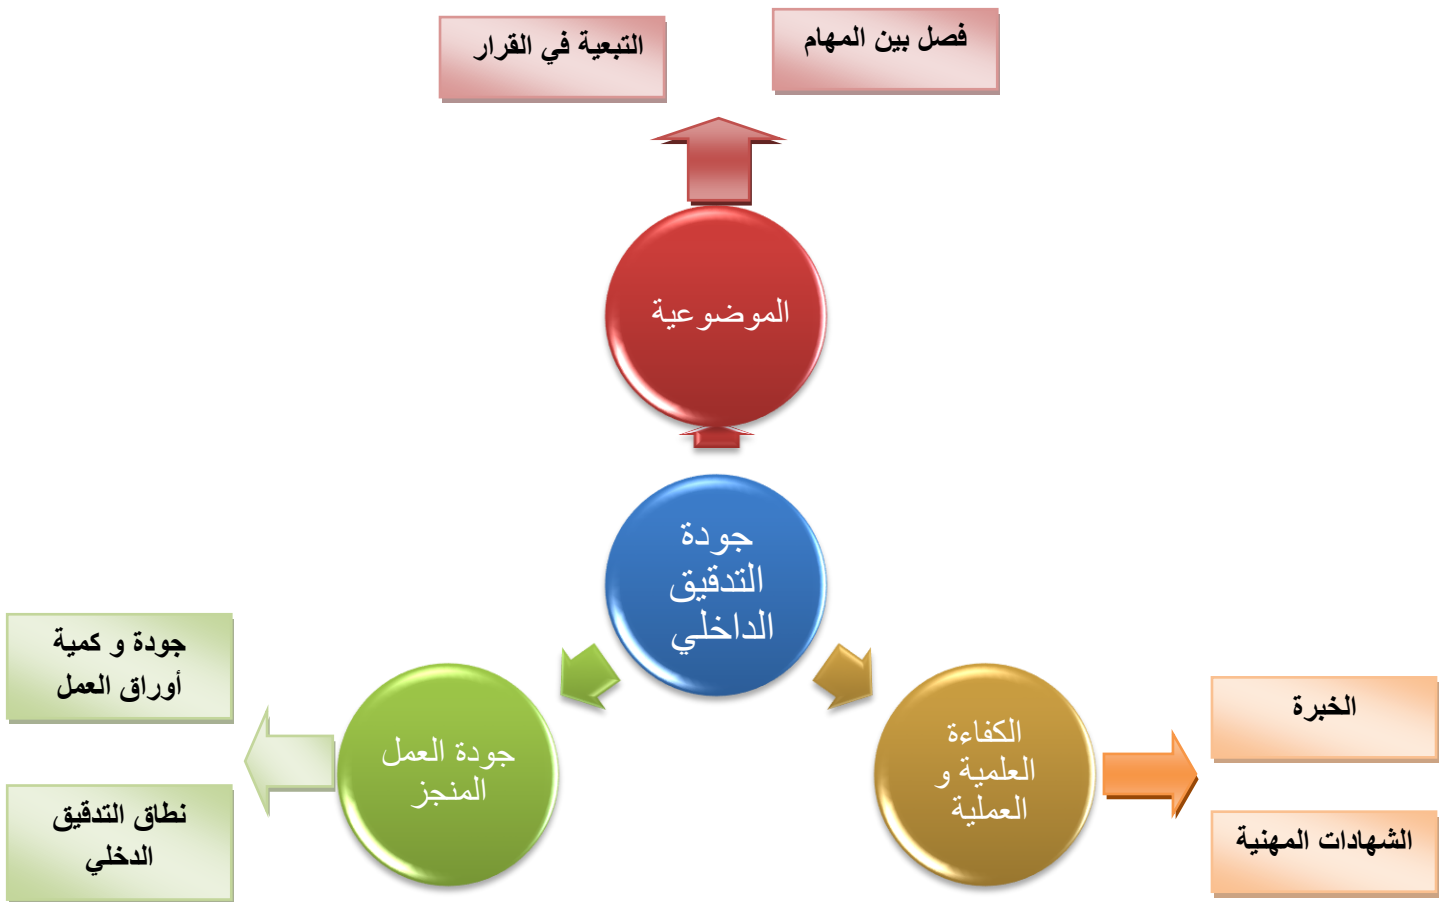 فصل بين المهام
التبعية في القرار
الموضوعية
جودة
التدقيق
الداخلي
الكفاءة
العلمية و
العملية
الخبرة
الشهادات المهنية
جودة العمل
المنجز
جودة و كمية
أوراق العمل
نطاق التدقيق
الدخلي